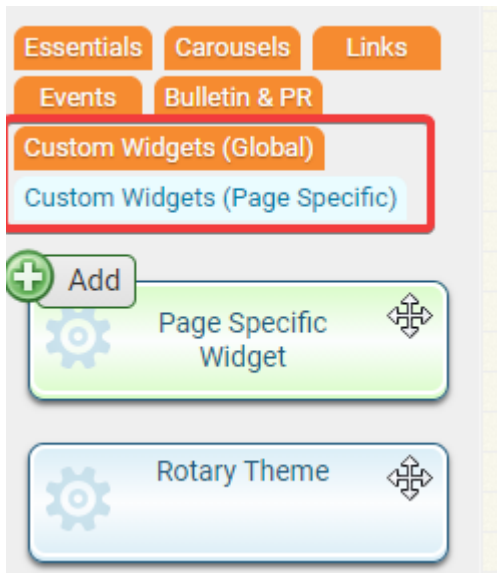 Essentials Carousels Links
Events Bulletin & PR
Custom Widgets (Global)
Custom Widgets (Page Specific)
Add
Page Specific
Widget
Rotary Theme